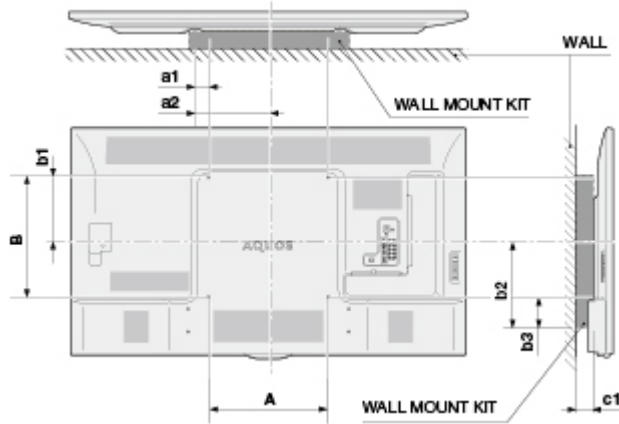 WALL
a1
a2
WALL MOUNT KIT
b1
B
AQUOS
b2
b3
A
WALL MOUNT KIT
c1